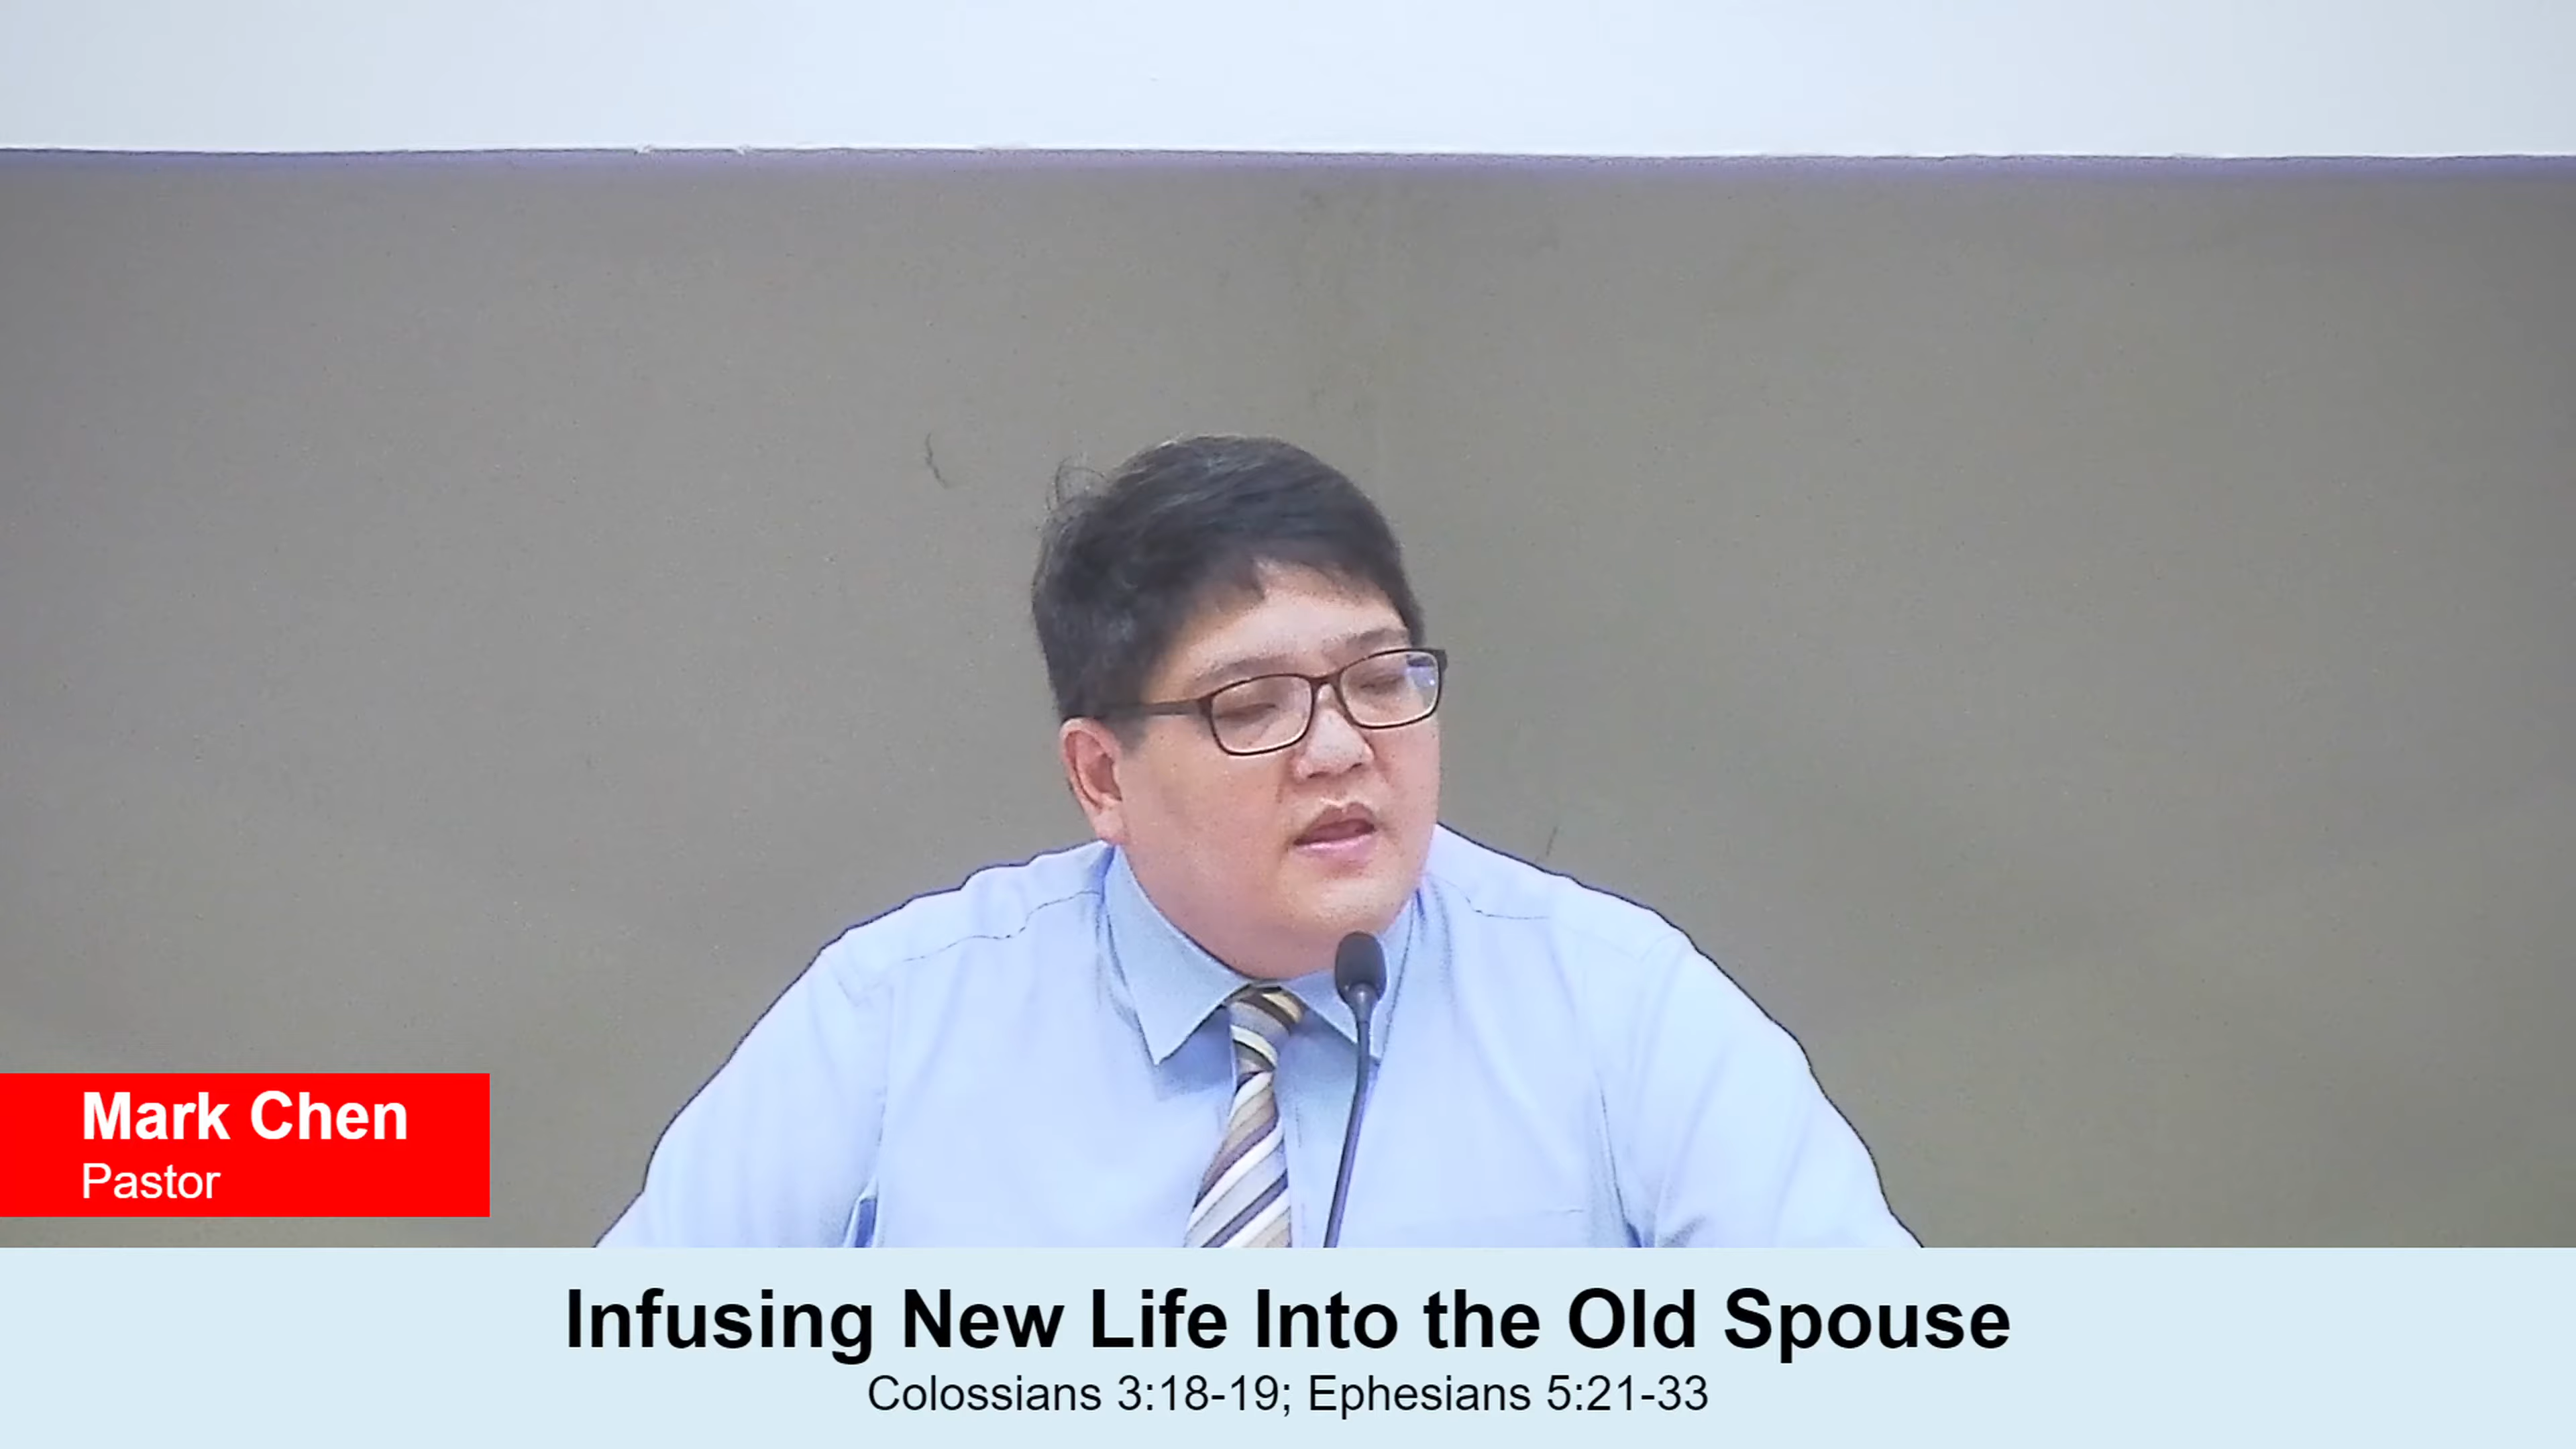 Mark Chen
Pastor
Infusing New Life Into the Old Spouse
Colossians 3:18-19; Ephesians 5:21-33